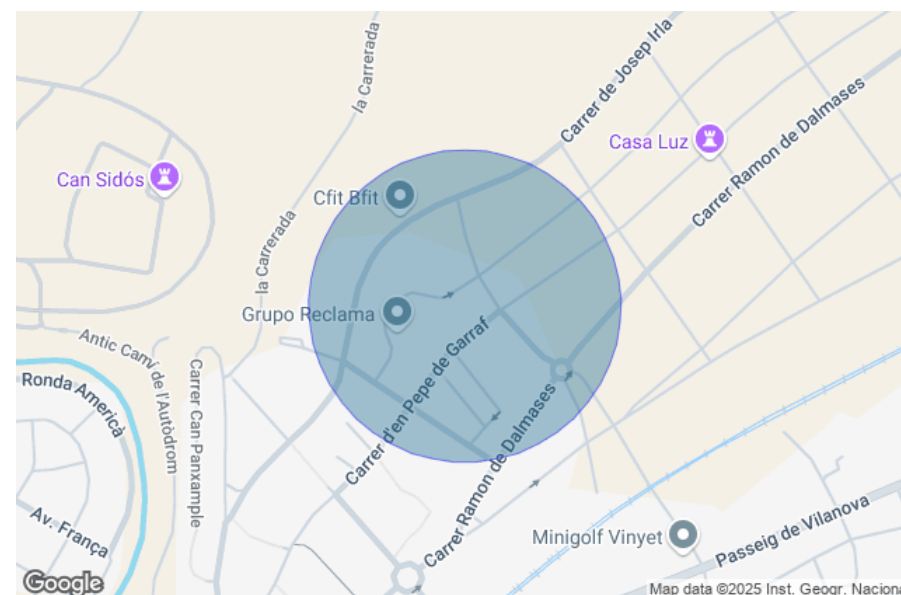 la Carrerada
Carrer de Josep Irla
Casa Luz
Carrer Ramon de Dalmases
Can Sidós
Cfit Bfit
la Carrerada
Grupo Reclama
Carrer d'en Pepe de Garraf
Antic Camí de l'Autòdrom
Ronda Americà
Carrer Can Panxample
Carrer Ramon de Dalmases
Av. França
Minigolf Vinyet
Passeig de Vilanova
Google
Map data ©2025 Inst. Geogr. Naciona